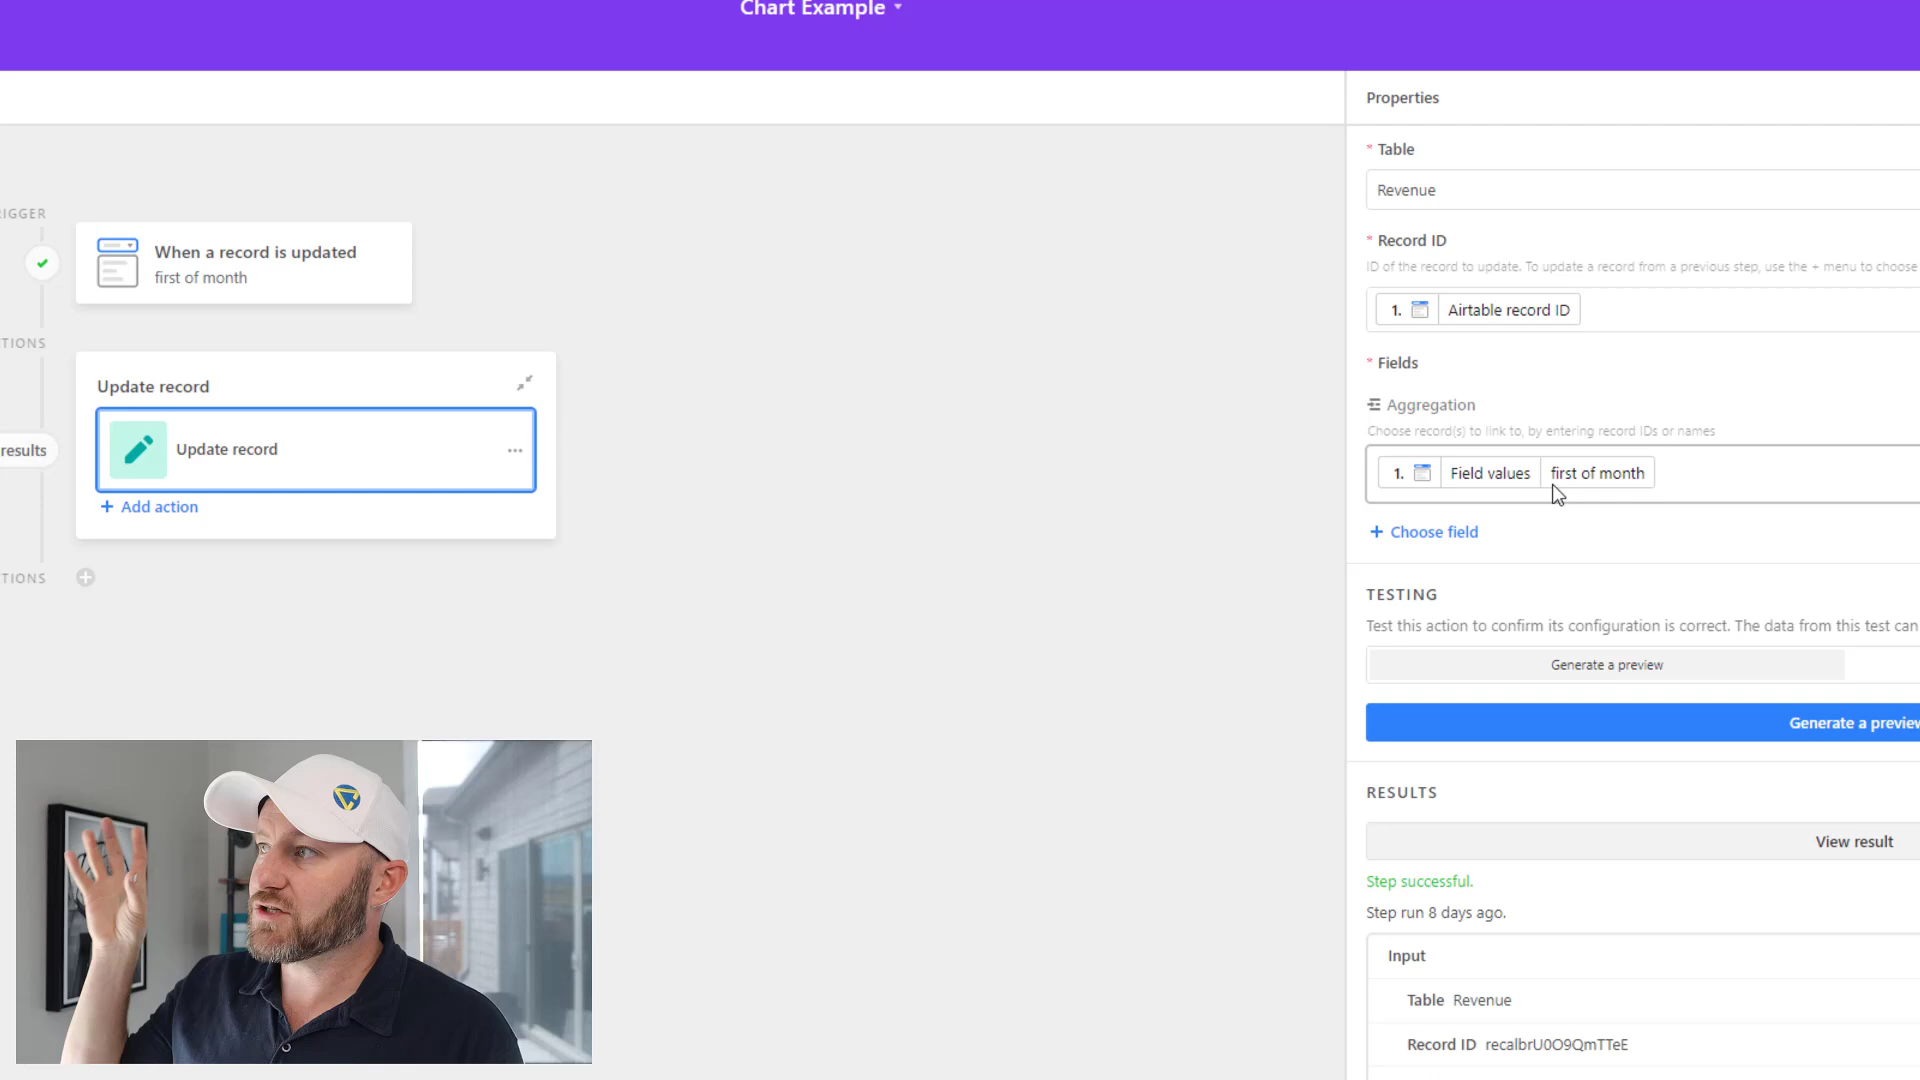 Chart Example
Properties
* Table
Revenue
* Record ID
ID of the record to update. To update a record from a previous step, use the + menu to choose
1. Airtable record ID
* Fields
Aggregation
Choose record(s) to link to, by entering record IDs or names
1. Field values first of month
+ Choose field
TESTING
Test this action to confirm its configuration is correct. The data from this test can
Generate a preview
Generate a preview
RESULTS
View result
Step successful.
Step run 8 days ago.
Input
Table Revenue
Record ID recalbrU0O9QmTTeE
RIGGER
When a record is updated
first of month
TIONS
Update record
results
Update record
+ Add action
TIONS